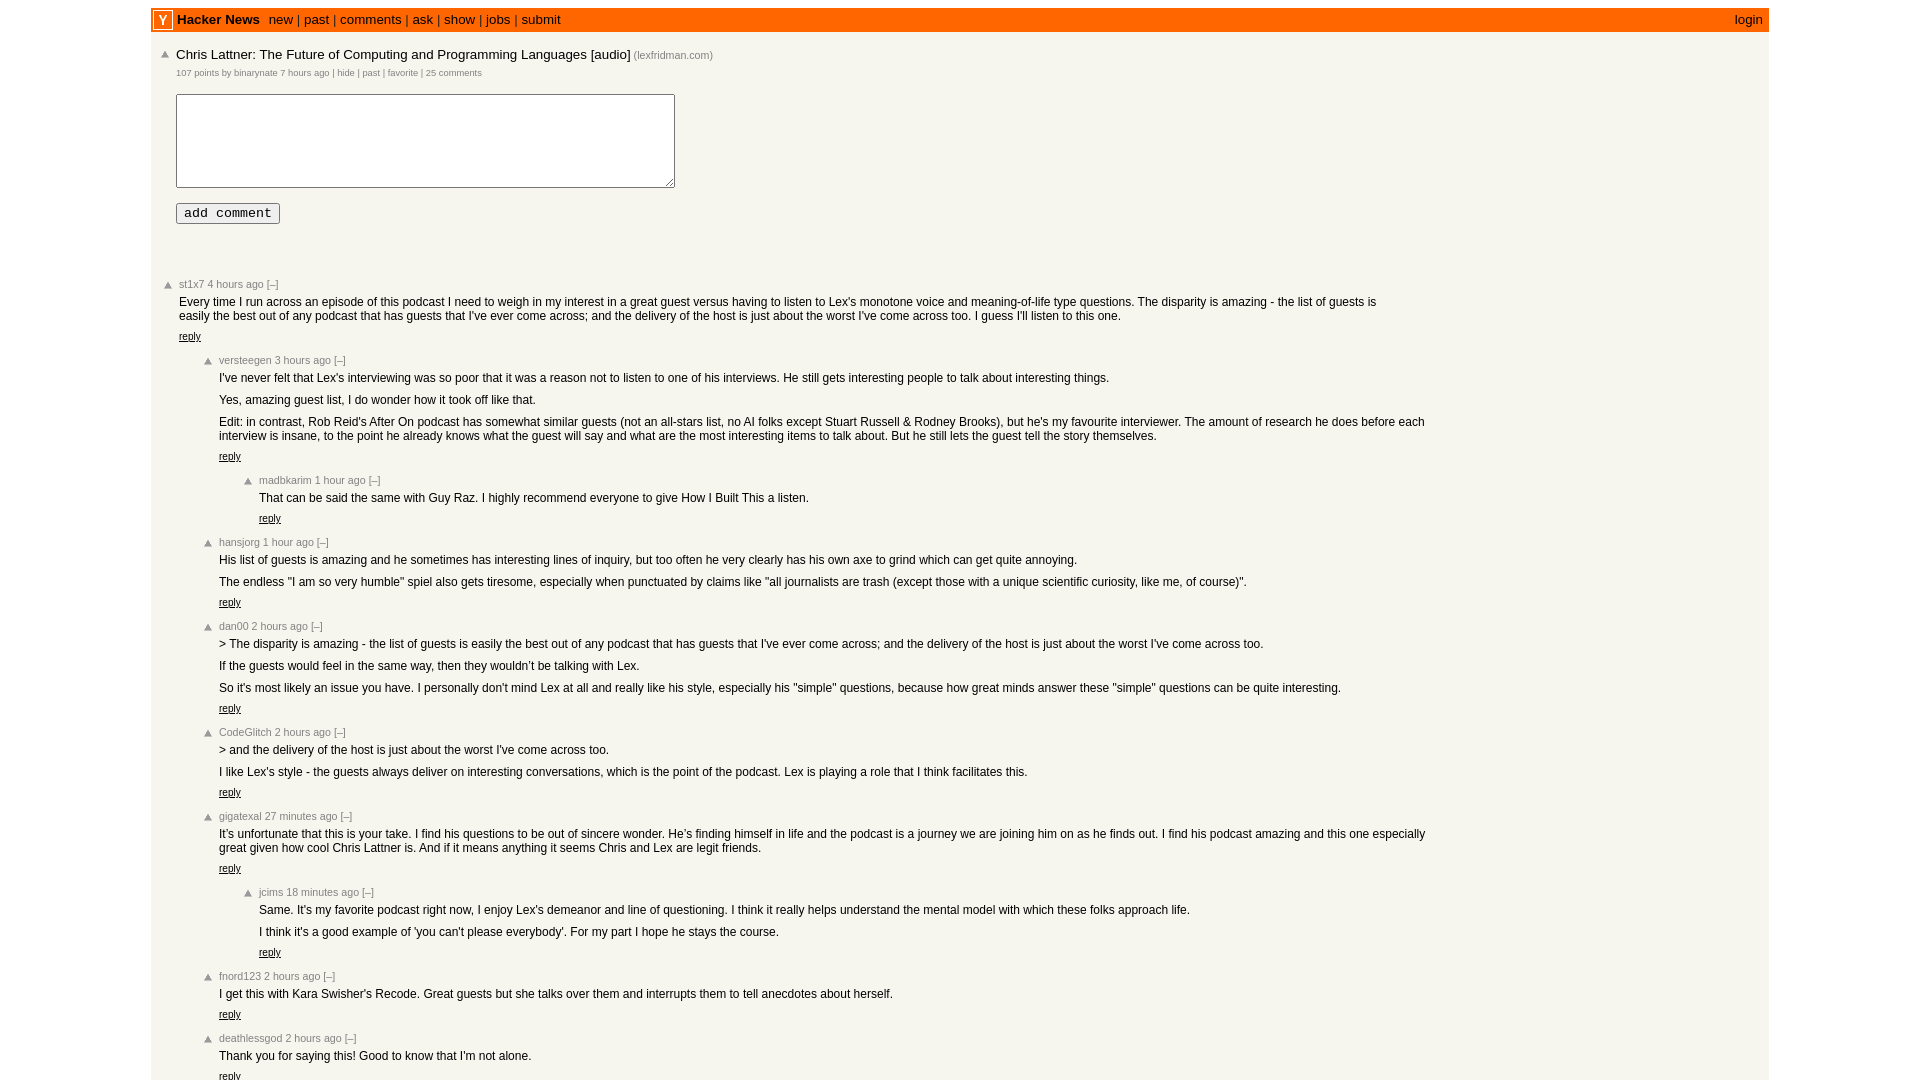 Y Hacker News new | past | comments | ask | show | jobs | submit login
Chris Lattner: The Future of Computing and Programming Languages [audio] (lexfridman.com)
107 points by binarynate 7 hours ago | hide | past | favorite | 25 comments
add comment
st1x7 4 hours ago [–]
Every time I run across an episode of this podcast I need to weigh in my interest in a great guest versus having to listen to Lex's monotone voice and meaning-of-life type questions. The disparity is amazing - the list of guests is
easily the best out of any podcast that has guests that I've ever come across; and the delivery of the host is just about the worst I've come across too. I guess I'll listen to this one.
reply
versteegen 3 hours ago [–]
I've never felt that Lex's interviewing was so poor that it was a reason not to listen to one of his interviews. He still gets interesting people to talk about interesting things.
Yes, amazing guest list, I do wonder how it took off like that.
Edit: in contrast, Rob Reid's After On podcast has somewhat similar guests (not an all-stars list, no AI folks except Stuart Russell & Rodney Brooks), but he's my favourite interviewer. The amount of research he does before each
interview is insane, to the point he already knows what the guest will say and what are the most interesting items to talk about. But he still lets the guest tell the story themselves.
reply
madbkarim 1 hour ago [–]
That can be said the same with Guy Raz. I highly recommend everyone to give How I Built This a listen.
reply
hansjorg 1 hour ago [–]
His list of guests is amazing and he sometimes has interesting lines of inquiry, but too often he very clearly has his own axe to grind which can get quite annoying.
The endless "I am so very humble" spiel also gets tiresome, especially when punctuated by claims like "all journalists are trash (except those with a unique scientific curiosity, like me, of course)".
reply
dan00 2 hours ago [–]
> The disparity is amazing - the list of guests is easily the best out of any podcast that has guests that I've ever come across; and the delivery of the host is just about the worst I've come across too.
If the guests would feel in the same way, then they wouldn’t be talking with Lex.
So it's most likely an issue you have. I personally don't mind Lex at all and really like his style, especially his "simple" questions, because how great minds answer these "simple" questions can be quite interesting.
reply
CodeGlitch 2 hours ago [–]
> and the delivery of the host is just about the worst I've come across too.
I like Lex's style - the guests always deliver on interesting conversations, which is the point of the podcast. Lex is playing a role that I think facilitates this.
reply
gigatexal 27 minutes ago [–]
It’s unfortunate that this is your take. I find his questions to be out of sincere wonder. He’s finding himself in life and the podcast is a journey we are joining him on as he finds out. I find his podcast amazing and this one especially
great given how cool Chris Lattner is. And if it means anything it seems Chris and Lex are legit friends.
reply
jcims 18 minutes ago [–]
Same. It's my favorite podcast right now, I enjoy Lex's demeanor and line of questioning. I think it really helps understand the mental model with which these folks approach life.
I think it's a good example of 'you can't please everybody'. For my part I hope he stays the course.
reply
fnord123 2 hours ago [–]
I get this with Kara Swisher's Recode. Great guests but she talks over them and interrupts them to tell anecdotes about herself.
reply
deathlessgod 2 hours ago [–]
Thank you for saying this! Good to know that I'm not alone.
reply